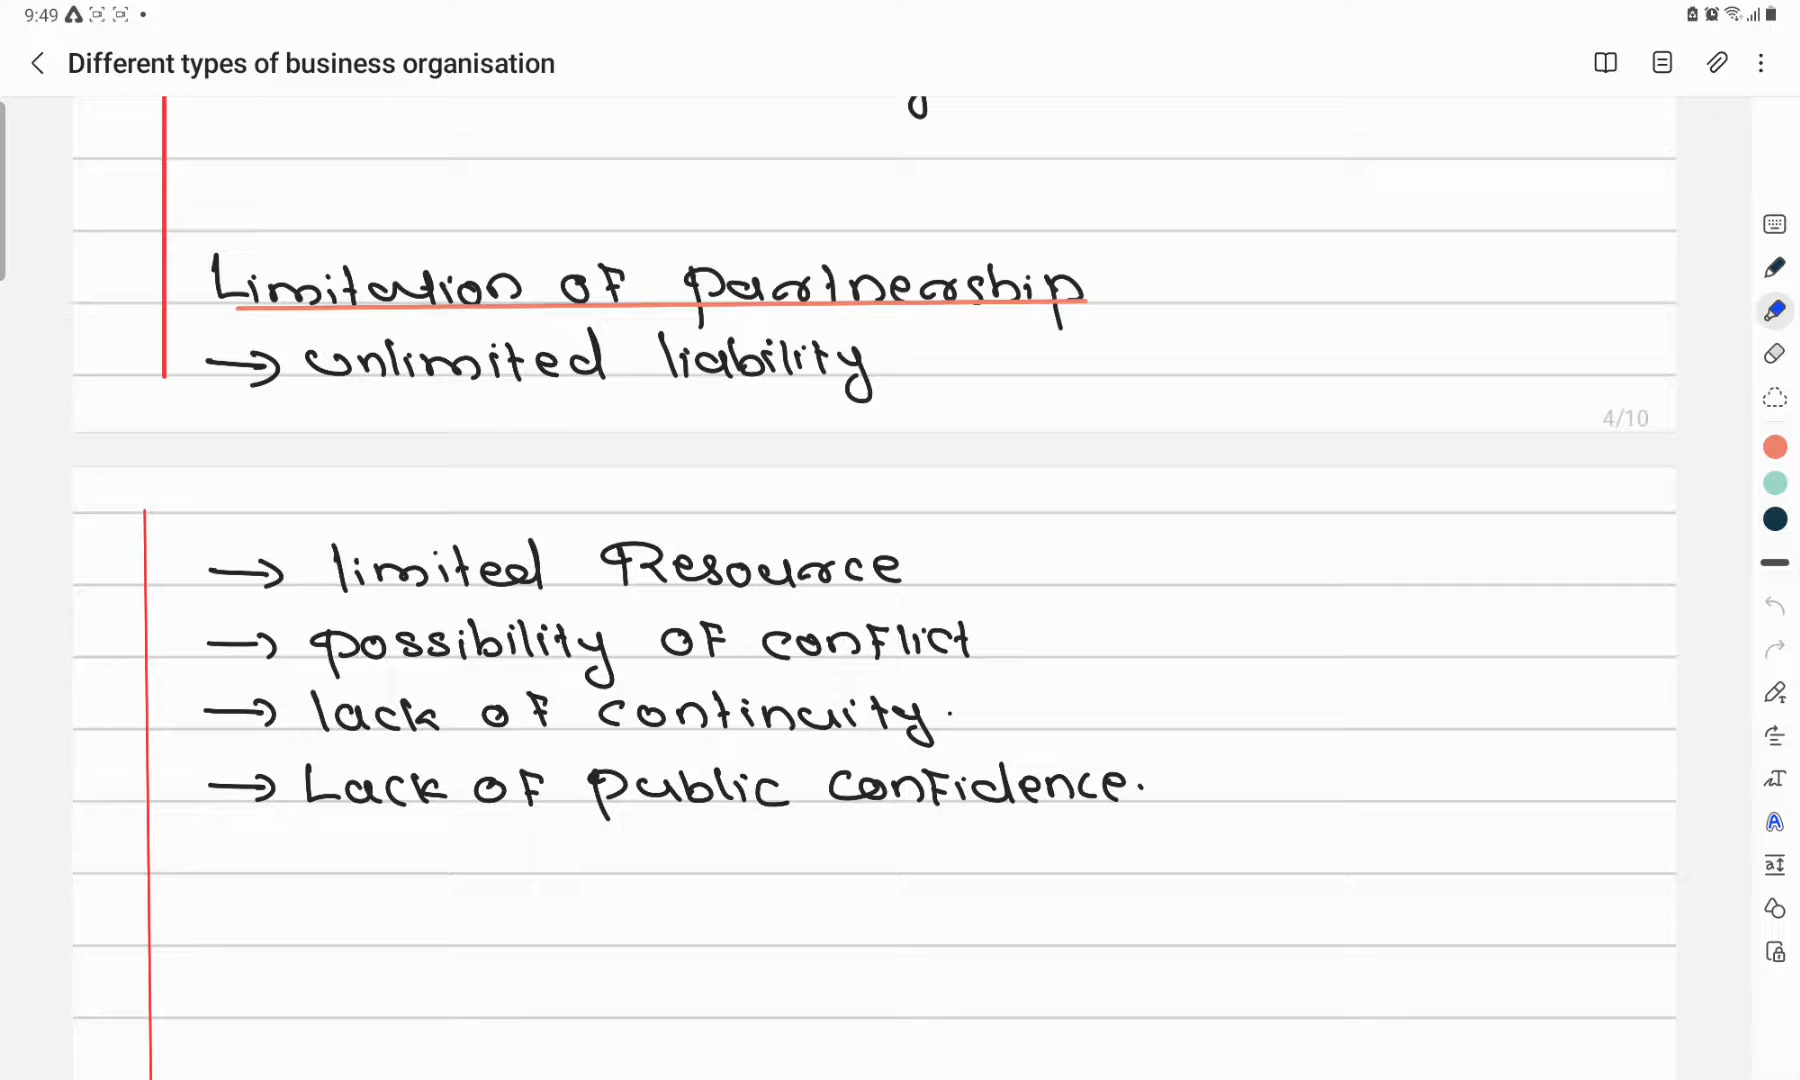 9:49
Different types of business organisation
Limitation of partnership
→ unlimited liability
4/10
→ limited Resource
→ possibility of conflict
→ lack of continuity.
→ Lack of public confidence.